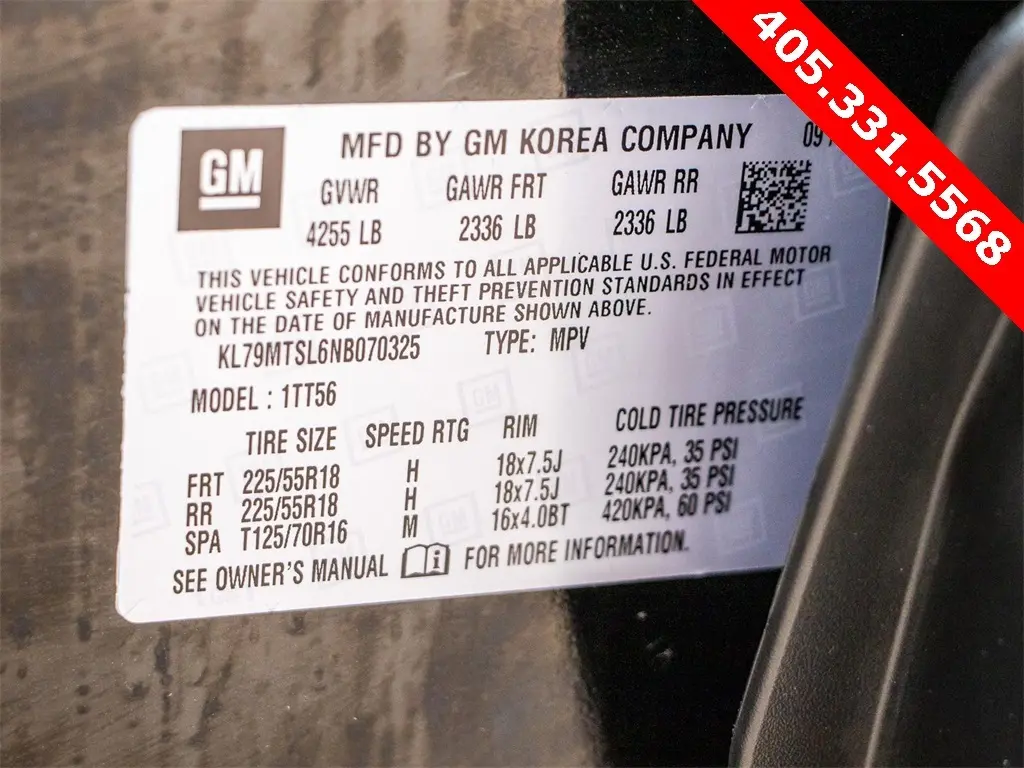 405.331.5568
GM
MFD BY GM KOREA COMPANY
GVWR GAWR FRT GAWR RR
4255 LB 2336 LB 2336 LB
THIS VEHICLE CONFORMS TO ALL APPLICABLE U.S. FEDERAL MOTOR
VEHICLE SAFETY AND THEFT PREVENTION STANDARDS IN EFFECT
ON THE DATE OF MANUFACTURE SHOWN ABOVE.
KL79MTSL6NB070325 TYPE: MPV
MODEL : 1TT56
TIRE SIZE SPEED RTG RIM COLD TIRE PRESSURE
FRT 225/55R18 H 18x7.5J 240KPA, 35 PSI
RR 225/55R18 H 18x7.5J 240KPA, 35 PSI
SPA T125/70R16 M 16x4.0BT 420KPA, 60 PSI
SEE OWNER'S MANUAL FOR MORE INFORMATION.